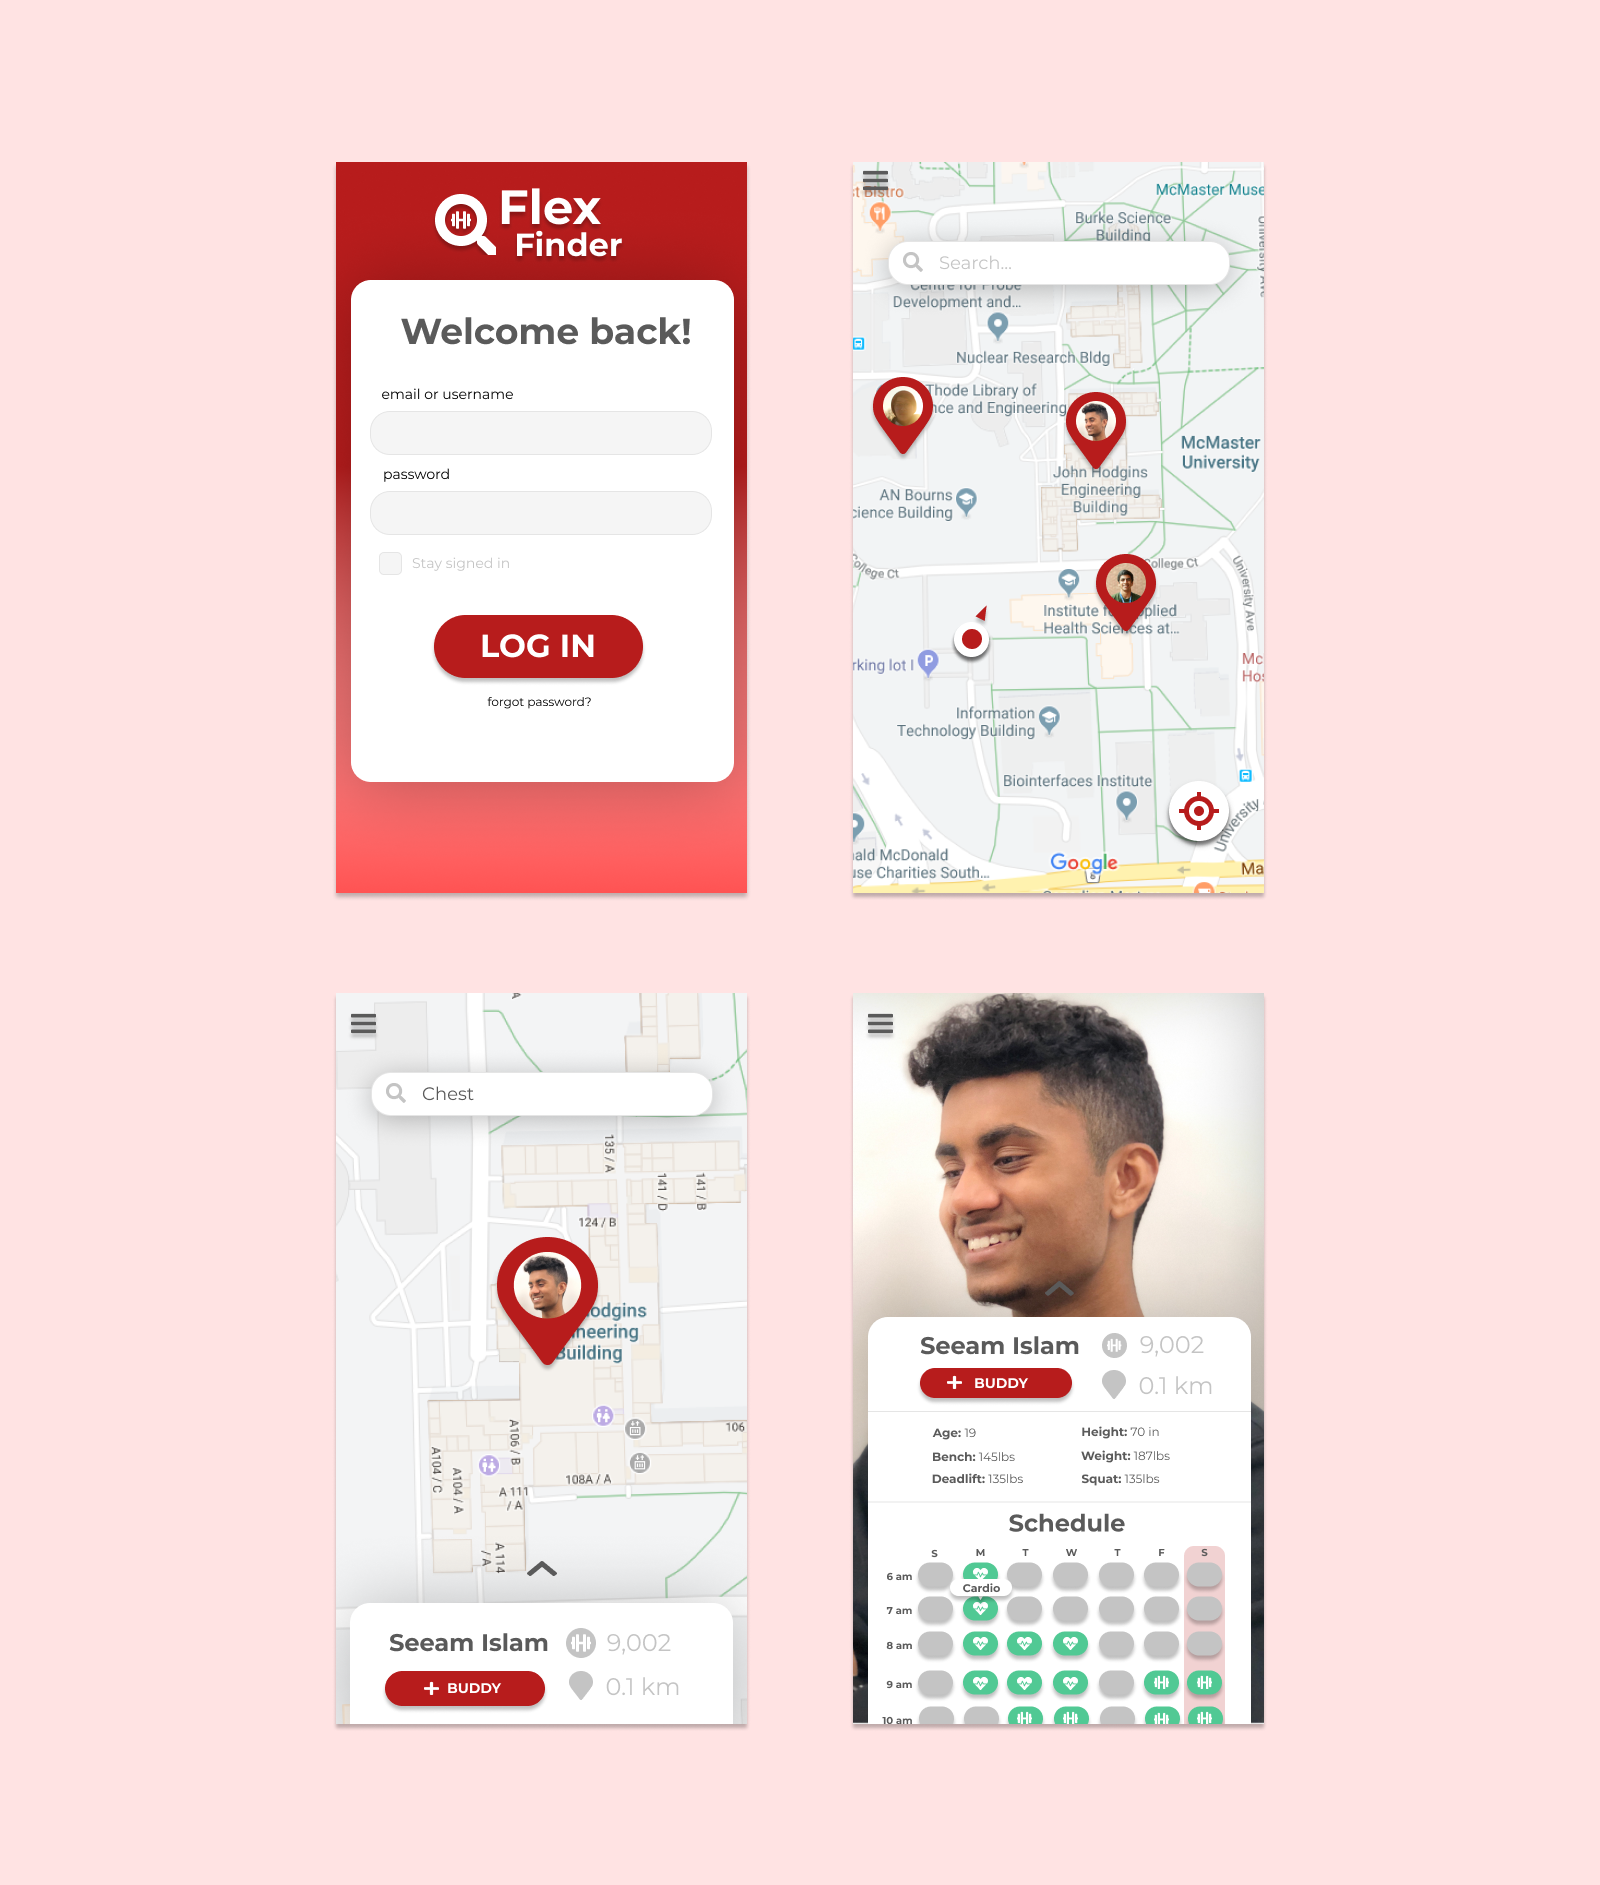 Flex
Finder
Welcome back!
email or username
password
Stay signed in
LOG IN
forgot password?
Bistro
McMaster Muse
Burke Science
Building
University Ave
Search...
Centre for Probe
Development and...
Nuclear Research Bldg
Thode Library of
nce and Engineering
McMaster
University
John Hodgins
Engineering
Building
AN Bourns
cience Building
College Ct
College Ct
University Ave
Institute for Applied
Health Sciences at...
P
rking lot I
Mc
Hos
Information
Technology Building
Biointerfaces Institute
University
ald McDonald
use Charities South...
Google
Ma
A
Chest
135 / A
141 / D
141 / B
124 / B
Hodgins
neering
Building
106
A106 / B
A104 / C
A104 / A
108A / A
A 111
/ A
A 114
/ A
Seeam Islam
9,002
+ BUDDY
0.1 km
Seeam Islam
9,002
+ BUDDY
0.1 km
Age: 19
Height: 70 in
Bench: 145lbs
Weight: 187lbs
Deadlift: 135lbs
Squat: 135lbs
Schedule
S M T W T F S
6 am
Cardio
7 am
8 am
9 am
10 am